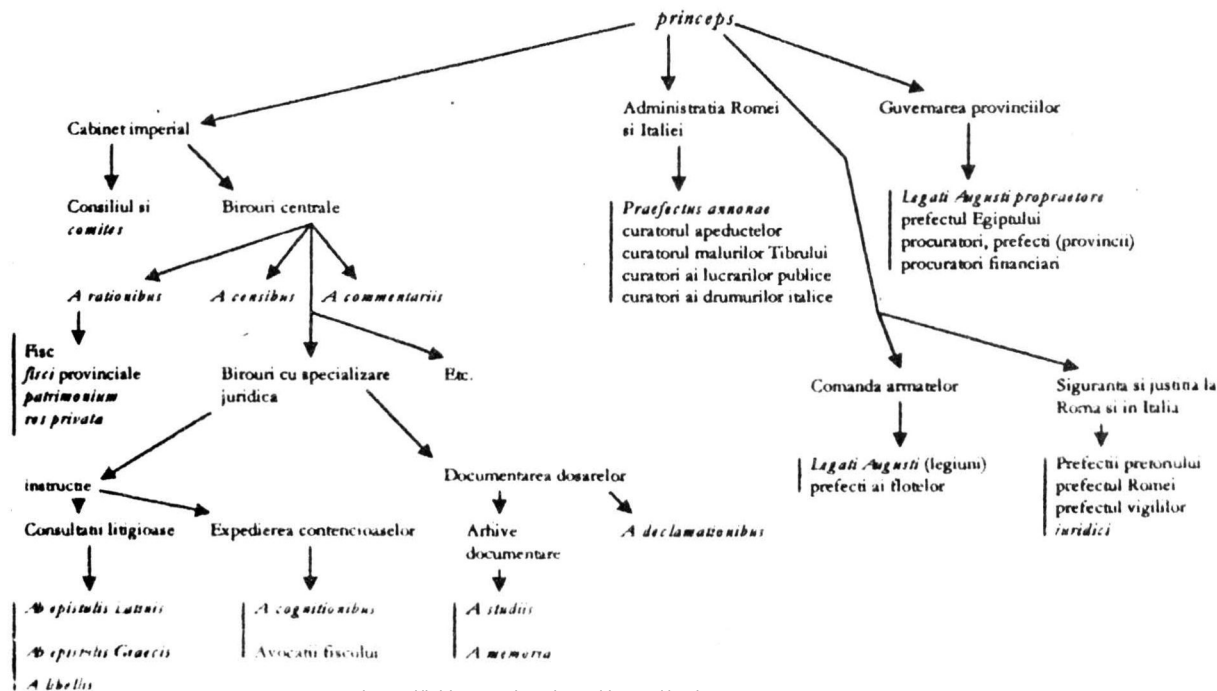 princeps
Administratia Romei
si Italiei
Guvernarea provinciilor
Cabinet imperial
Consiliul si
comites
Birouri centrale
Praefectus annonae
curatorul apeductelor
curatorul malurilor Tibrului
curatori ai lucrarilor publice
curatori ai drumurilor italice
Legati Augusti propraetore
prefectul Egiptului
procuratori, prefecti (provincii)
procuratori financiari
A rationibus
A censibus
A commentariis
Fisc
fisci provinciale
patrimonium
res privata
Birouri cu specializare
juridica
Etc.
Comanda armatelor
Siguranta si justitia la
Roma si in Italia
Legati Augusti (legiuni)
prefecti ai flotelor
Prefectii pretoriului
prefectul Romei
prefectul vigililor
iuridici
instructie
Documentarea dosarelor
Consultatii litigioase
Expedierea contencioaselor
Arhive
documentare
A declamationibus
Ab epistulis Latinis
Ab epistulis Graecis
A libellis
A cognitionibus
Avocatii fiscului
A studiis
A memoria